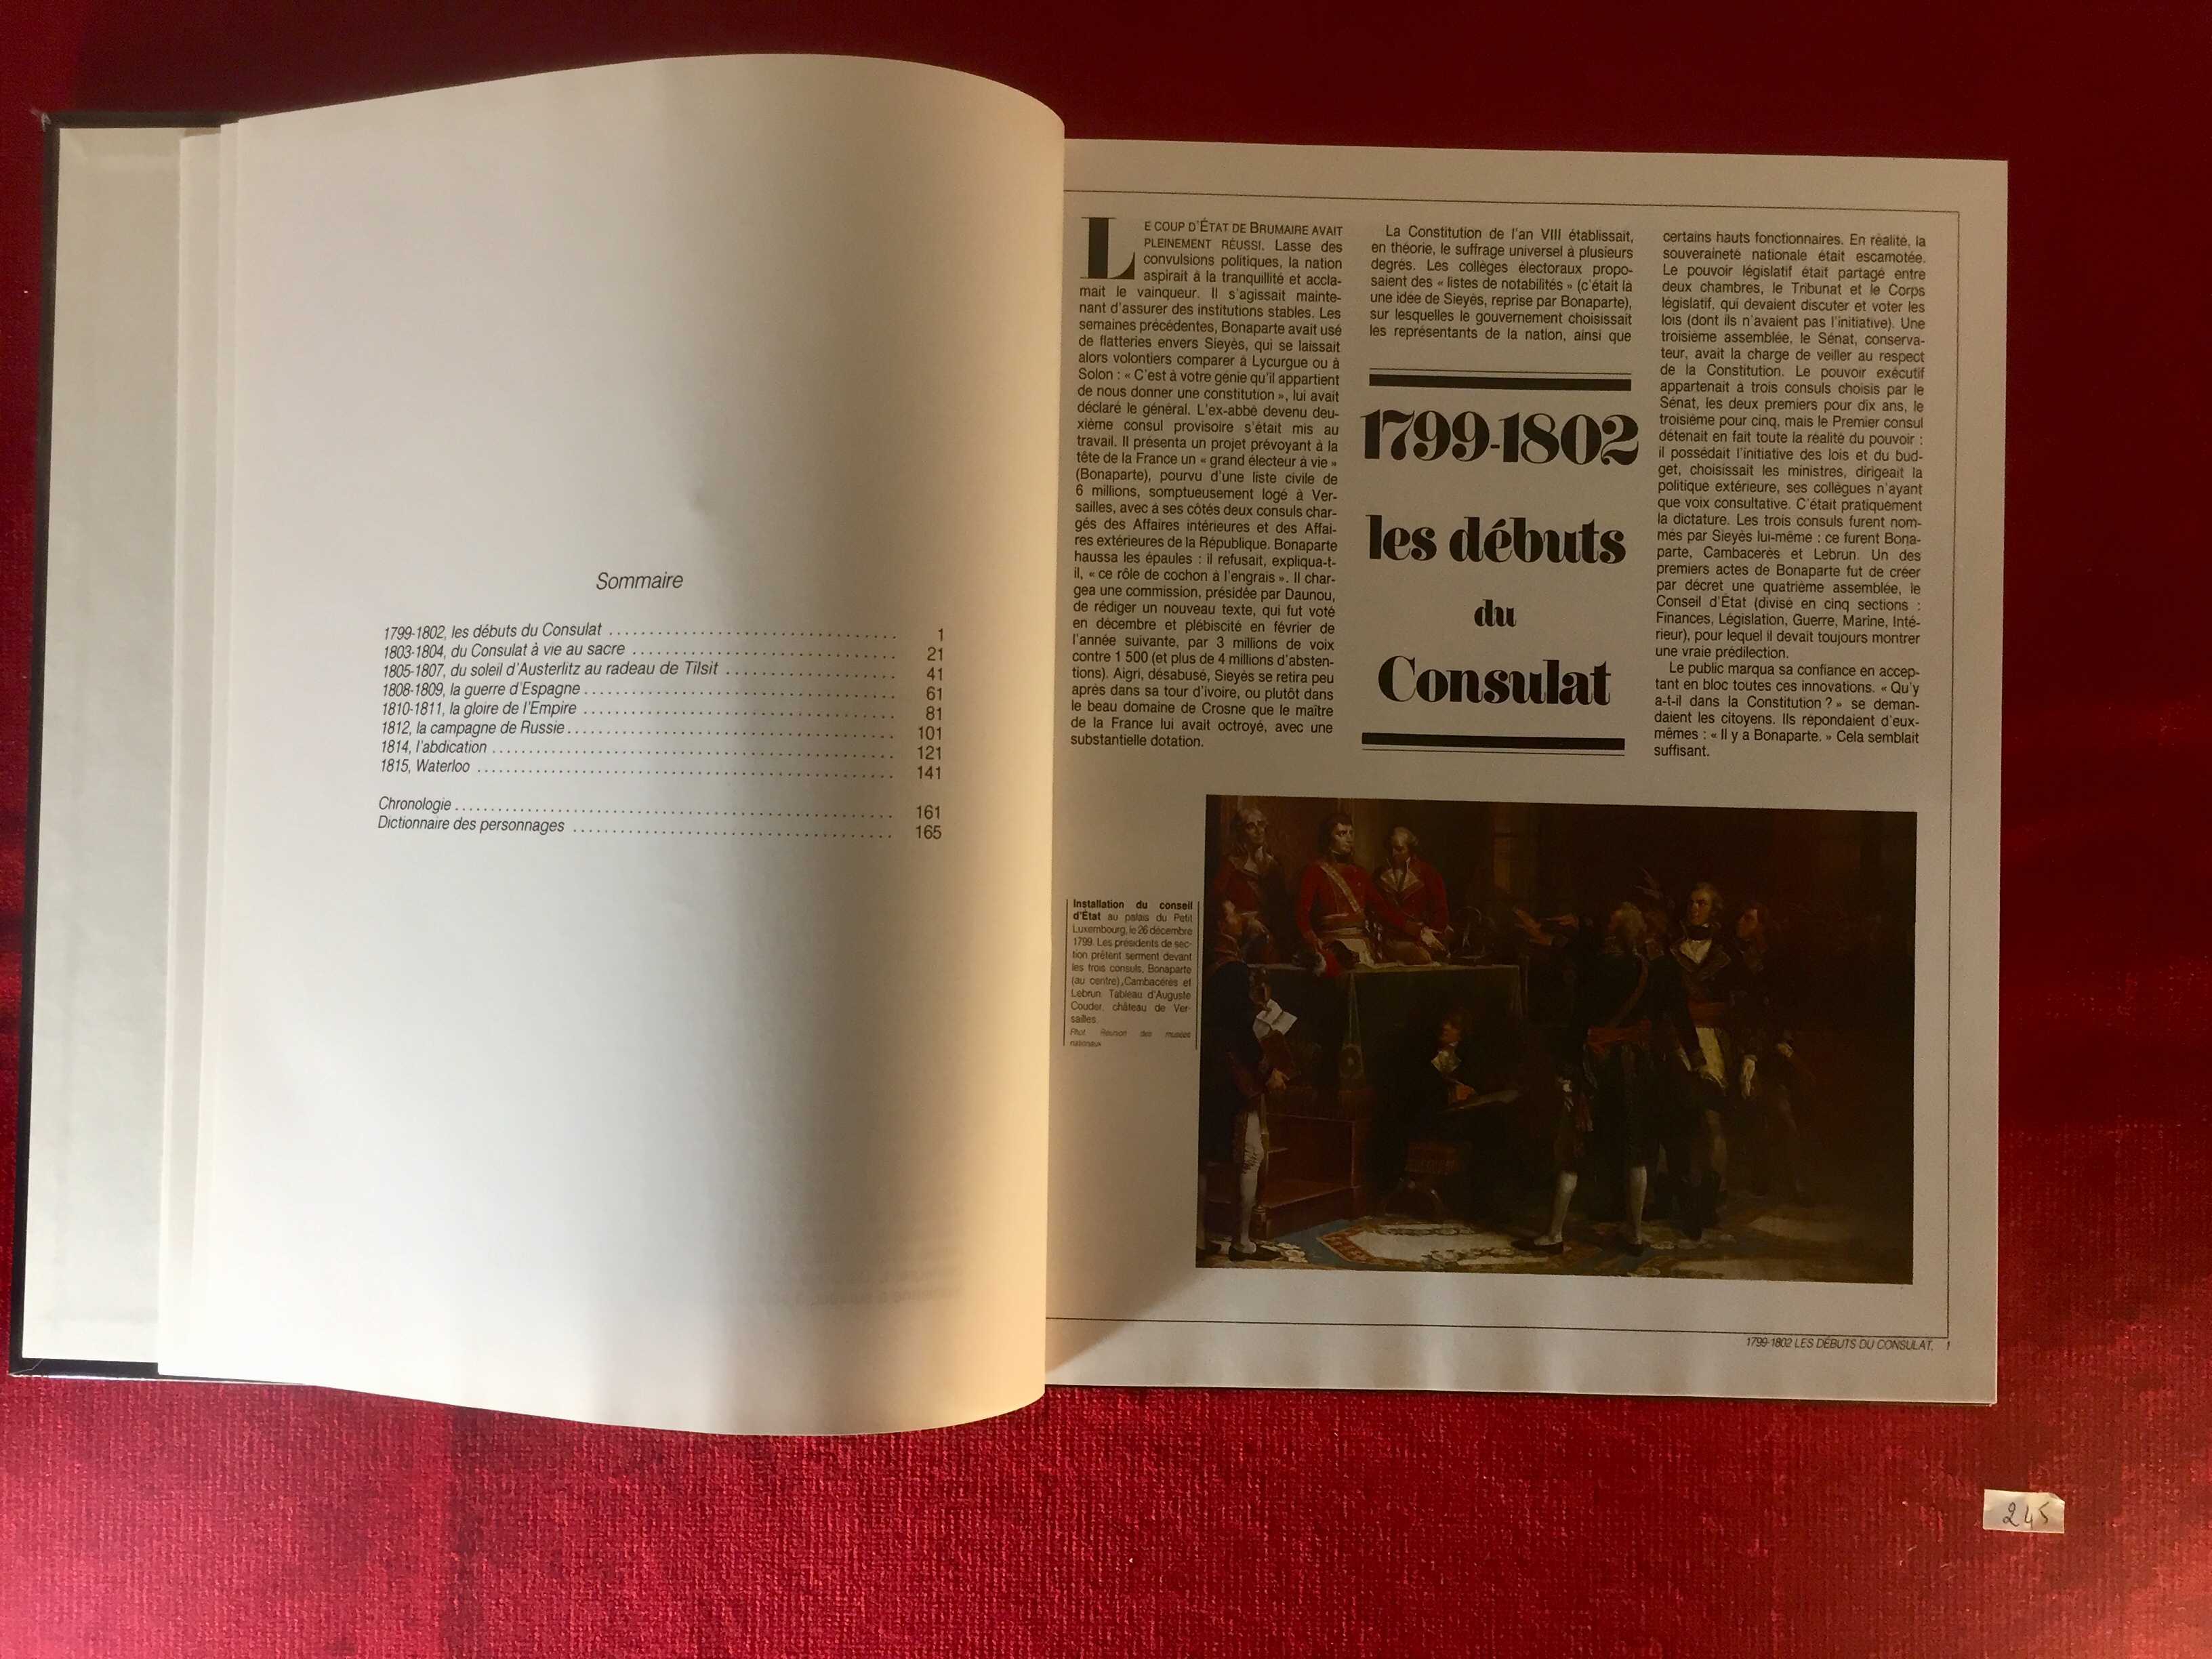 Sommaire
1799-1802, les débuts du Consulat .................................... 1
1803-1804, du Consulat à vie au sacre ................................. 21
1805-1807, du soleil d'Austerlitz au radeau de Tilsit ...................... 41
1808-1809, la guerre d'Espagne ....................................... 61
1810-1811, la gloire de l'Empire ....................................... 81
1812, la campagne de Russie ......................................... 101
1814, l'abdication ................................................... 121
1815, Waterloo ..................................................... 141
Chronologie ....................................................... 161
Dictionnaire des personnages ........................................ 165
LE COUP D'ÉTAT DE BRUMAIRE AVAIT
PLEINEMENT RÉUSSI. Lasse des
convulsions politiques, la nation
aspirait à la tranquillité et accla-
mait le vainqueur. Il s'agissait mainte-
nant d'assurer des institutions stables. Les
semaines précédentes, Bonaparte avait usé
de flatteries envers Sieyès, qui se laissait
alors volontiers comparer à Lycurgue ou à
Solon : « C'est à votre génie qu'il appartient
de nous donner une constitution », lui avait
déclaré le général. L'ex-abbé devenu deu-
xième consul provisoire s'était mis au
travail. Il présenta un projet prévoyant à la
tête de la France un « grand électeur à vie »
(Bonaparte), pourvu d'une liste civile de
6 millions, somptueusement logé à Ver-
sailles, avec à ses côtés deux consuls char-
gés des Affaires intérieures et des Affai-
res extérieures de la République. Bonaparte
haussa les épaules : il refusait, expliqua-t-
il, « ce rôle de cochon à l'engrais ». Il char-
gea une commission, présidée par Daunou,
de rédiger un nouveau texte, qui fut voté
en décembre et plébiscité en février de
l'année suivante, par 3 millions de voix
contre 1 500 (et plus de 4 millions d'absten-
tions). Aigri, désabusé, Sieyès se retira peu
après dans sa tour d'ivoire, ou plutôt dans
le beau domaine de Crosne que le maître
de la France lui avait octroyé, avec une
substantielle dotation.
La Constitution de l'an VIII établissait,
en théorie, le suffrage universel à plusieurs
degrés. Les collèges électoraux propo-
saient des « listes de notabilités » (c'était là
une idée de Sieyès, reprise par Bonaparte),
sur lesquelles le gouvernement choisissait
les représentants de la nation, ainsi que
1799-1802
les débuts
du
Consulat
certains hauts fonctionnaires. En réalité, la
souveraineté nationale était escamotée.
Le pouvoir législatif était partagé entre
deux chambres, le Tribunat et le Corps
législatif, qui devaient discuter et voter les
lois (dont ils n'avaient pas l'initiative). Une
troisième assemblée, le Sénat, conserva-
teur, avait la charge de veiller au respect
de la Constitution. Le pouvoir exécutif
appartenait à trois consuls choisis par le
Sénat, les deux premiers pour dix ans, le
troisième pour cinq, mais le Premier consul
détenait en fait toute la réalité du pouvoir :
il possédait l'initiative des lois et du bud-
get, choisissait les ministres, dirigeait la
politique extérieure, ses collègues n'ayant
que voix consultative. C'était pratiquement
la dictature. Les trois consuls furent nom-
més par Sieyès lui-même : ce furent Bona-
parte, Cambacérès et Lebrun. Un des
premiers actes de Bonaparte fut de créer
par décret une quatrième assemblée, le
Conseil d'État (divisé en cinq sections :
Finances, Législation, Guerre, Marine, Inté-
rieur), pour lequel il devait toujours montrer
une vraie prédilection.
Le public marqua sa confiance en accep-
tant en bloc toutes ces innovations. « Qu'y
a-t-il dans la Constitution ? » se deman-
daient les citoyens. Ils répondaient d'eux-
mêmes : « Il y a Bonaparte. » Cela semblait
suffisant.
Installation du conseil
d'État au palais du Petit
Luxembourg, le 26 décembre
1799. Les présidents de sec-
tion prêtent serment devant
les trois consuls, Bonaparte
(au centre), Cambacérès et
Lebrun. Tableau d'Auguste
Couder, château de Ver-
sailles.
Phot. Réunion des musées
nationaux
1799-1802 LES DÉBUTS DU CONSULAT. 1
245